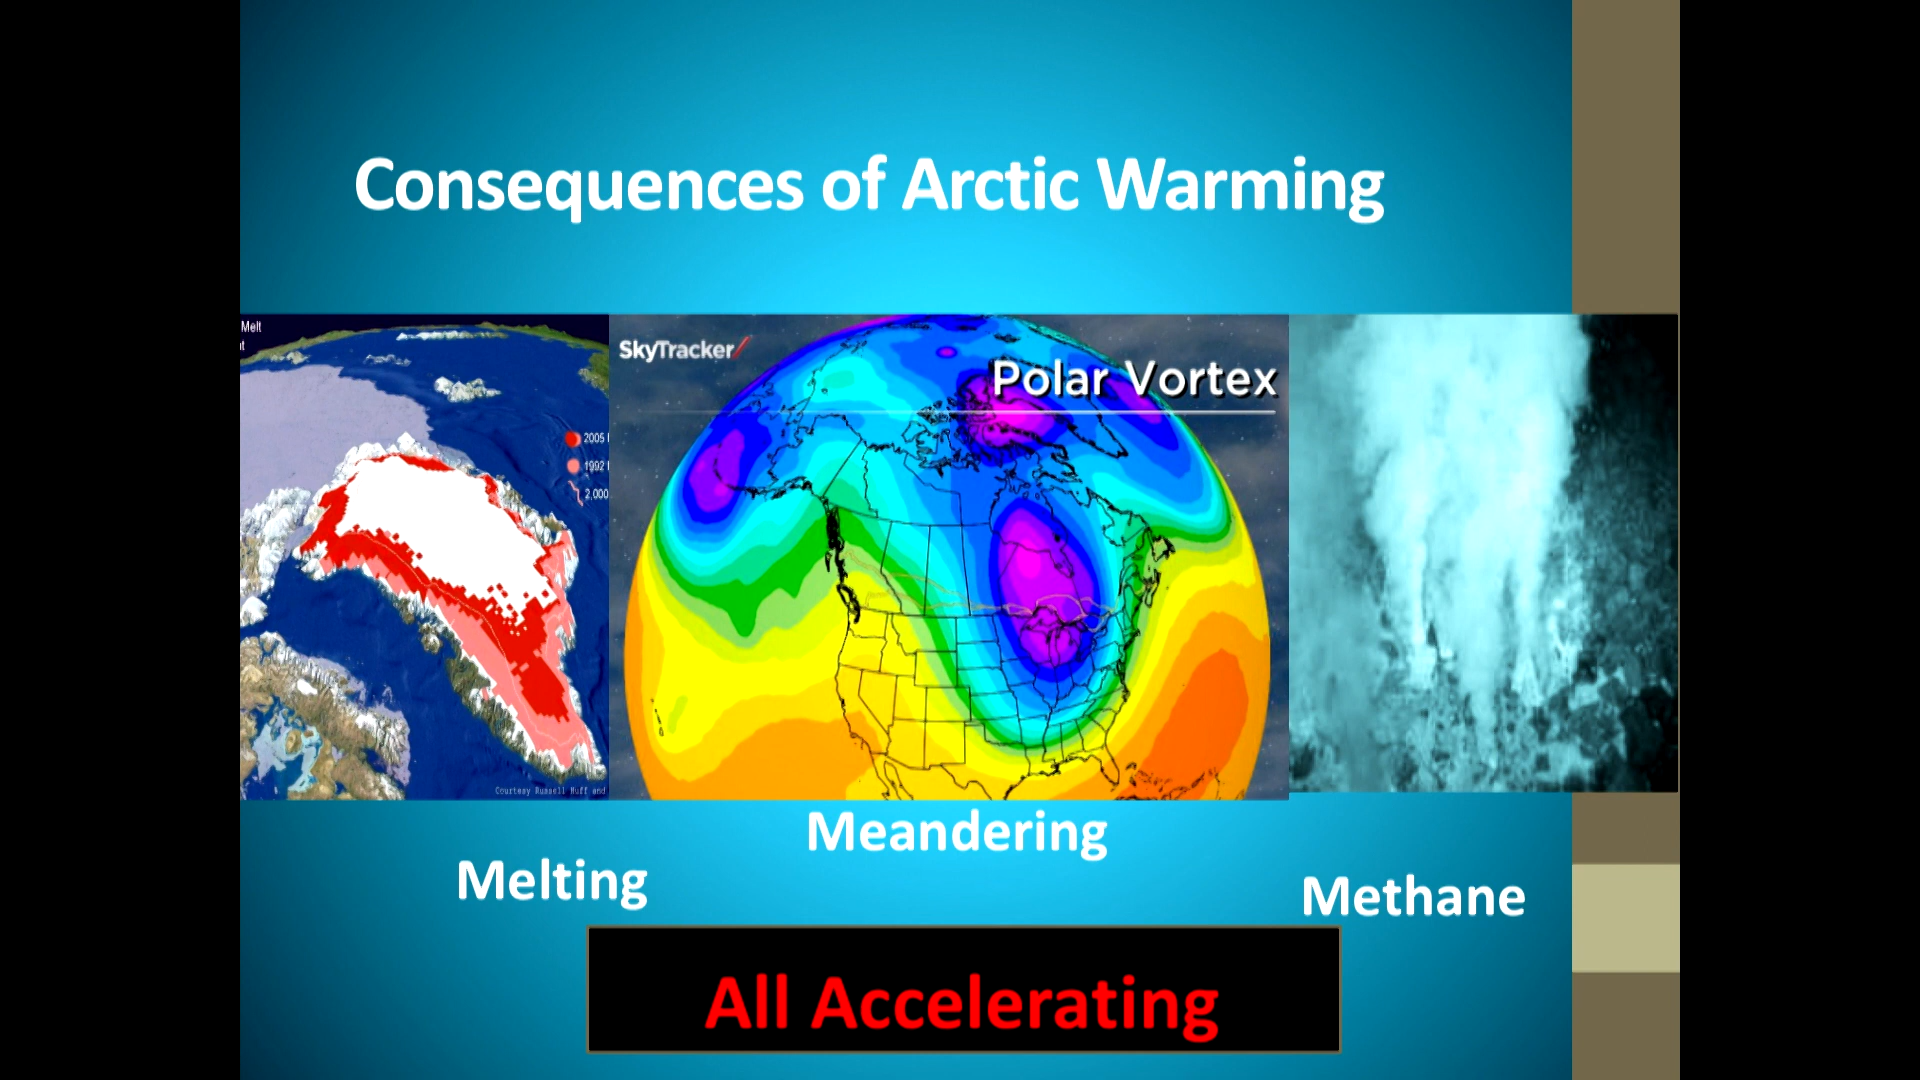 Consequences of Arctic Warming
Melt
SkyTracker
Polar Vortex
2005
1992
2,000
Courtesy Russell Huff and
Meandering
Melting
Methane
All Accelerating